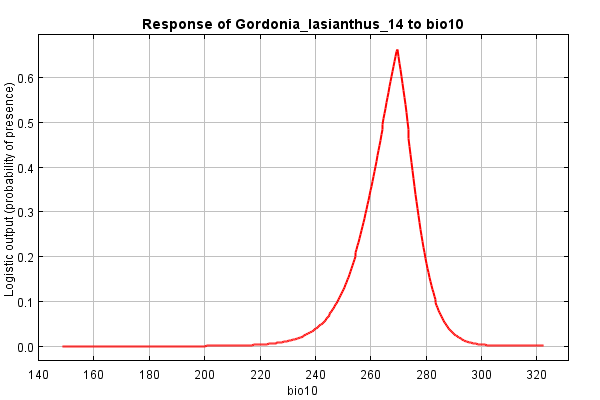 Response of Gordonia_lasianthus_14 to bio10
Logistic output (probability of presence)
0.6
0.5
0.4
0.3
0.2
0.1
0.0
140 160 180 200 220 240 260 280 300 320
bio10